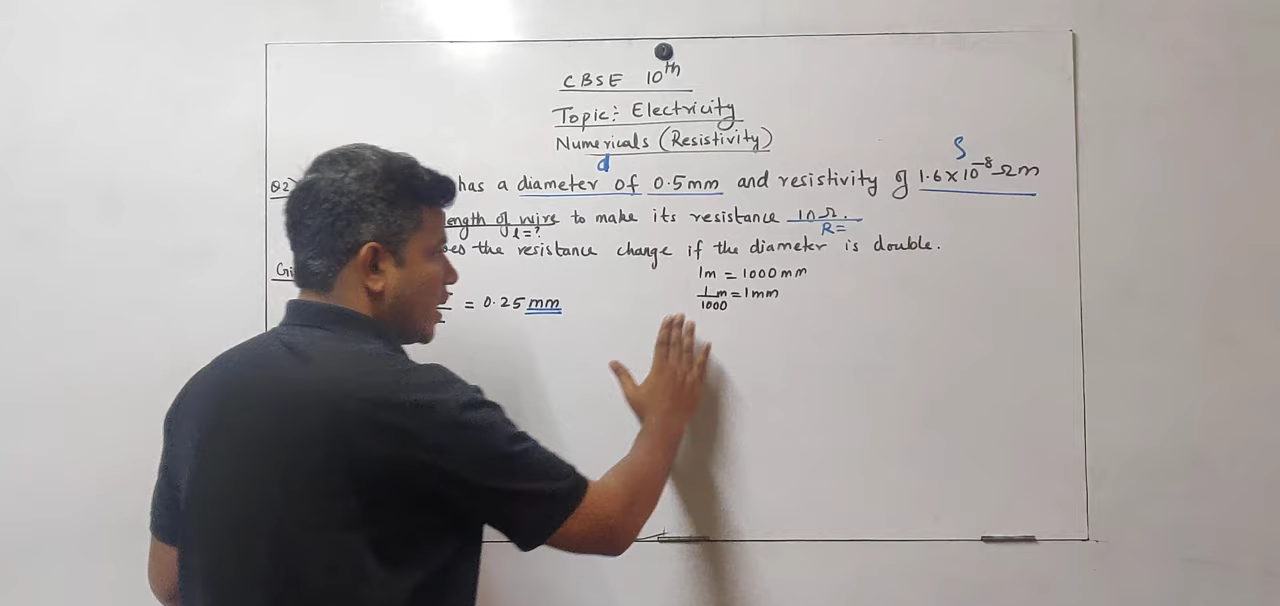 CBSE 10th
Topic: Electricity
Numericals (Resistivity)
d
ρ
Q2) has a diameter of 0.5mm and resistivity of 1.6 × 10⁻⁸ Ωm
length of wire to make its resistance 10Ω.
l=? R=
the resistance change if the diameter is double.
1m = 1000mm
1/1000 m = 1mm
= 0.25 mm